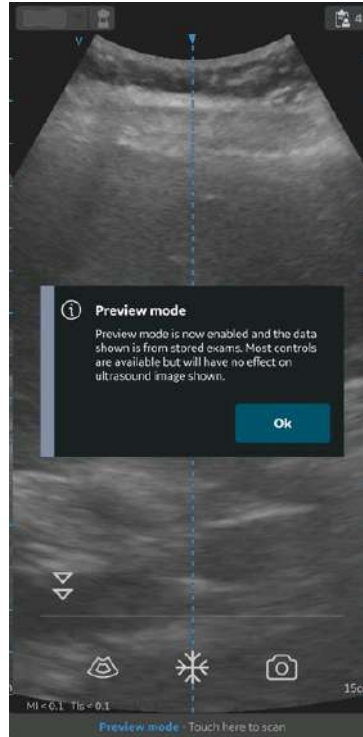 4
V
Preview mode
Preview mode is now enabled and the data
shown is from stored exams. Most controls
are available but will have no effect on
ultrasound image shown.
Ok
15c
MI < 0.1 TIs < 0.1
Preview mode - Touch here to scan